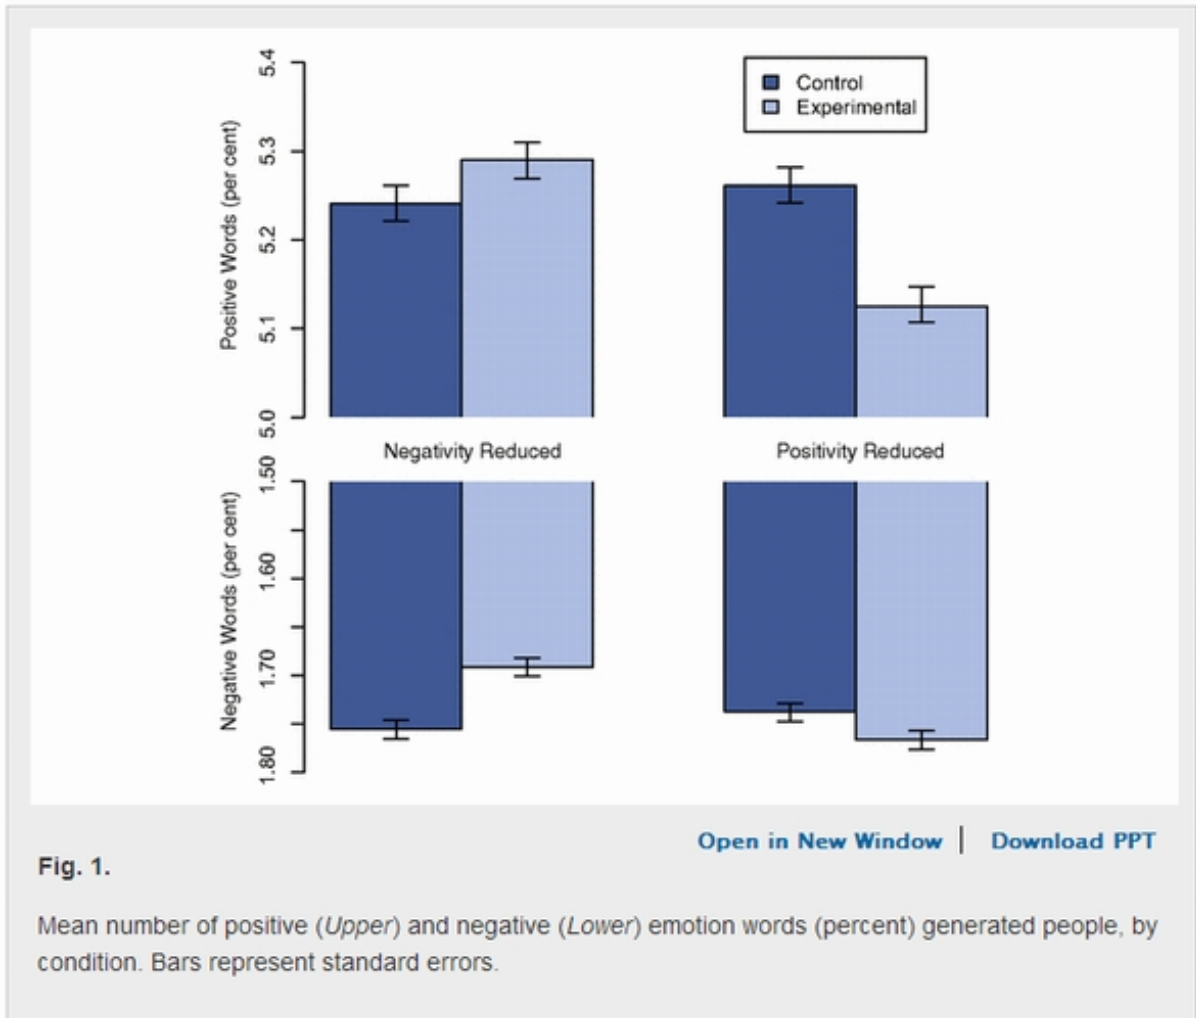 Control
Experimental
Positive Words (per cent)
5.4
5.3
5.2
5.1
5.0
Negativity Reduced
Positivity Reduced
Negative Words (per cent)
1.50
1.60
1.70
1.80
Open in New Window | Download PPT
Fig. 1.
Mean number of positive (Upper) and negative (Lower) emotion words (percent) generated people, by
condition. Bars represent standard errors.